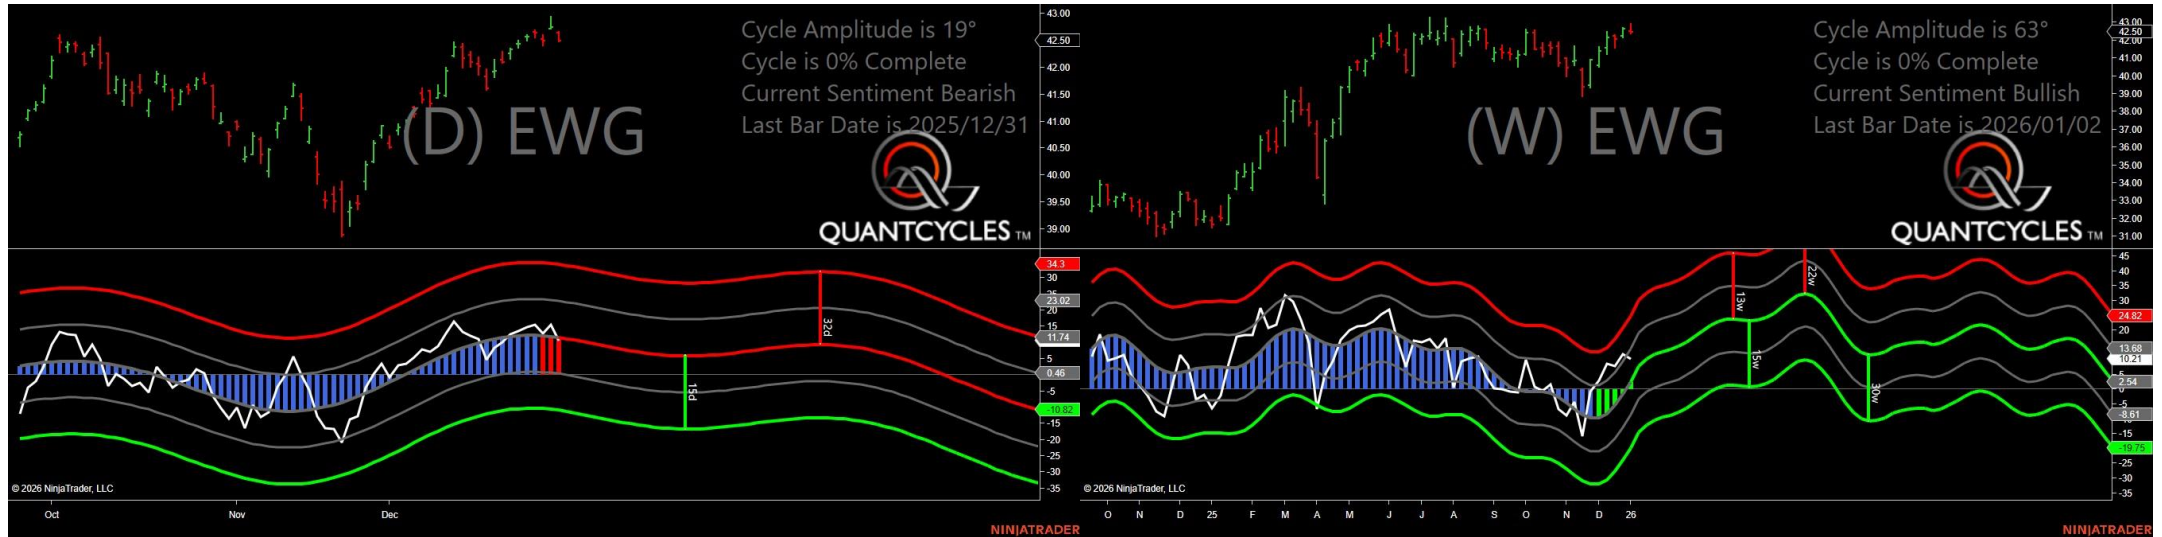 Cycle Amplitude is 19°
Cycle is 0% Complete
Current Sentiment Bearish
Last Bar Date is 2025/12/31
(D) EWG
QUANTCYCLES TM
43.00
42.50
42.00
41.50
41.00
40.50
40.00
39.50
39.00
34.3
30
25
23.02
20
15
11.74
5
0.46
-5
-10.82
-15
-20
-25
-30
-35
32d
15d
© 2026 NinjaTrader, LLC
Oct Nov Dec
NINJATRADER
Cycle Amplitude is 63°
Cycle is 0% Complete
Current Sentiment Bullish
Last Bar Date is 2026/01/02
(W) EWG
QUANTCYCLES TM
43.00
42.50
42.00
41.00
40.00
39.00
38.00
37.00
36.00
35.00
34.00
33.00
32.00
31.00
45
40
35
30
24.82
20
13.68
10.21
2.54
-5
-8.61
-15
-19.75
-25
-30
-35
13w
22w
15w
30w
© 2026 NinjaTrader, LLC
O N D 25 F M A M J J A S O N D 26
NINJATRADER